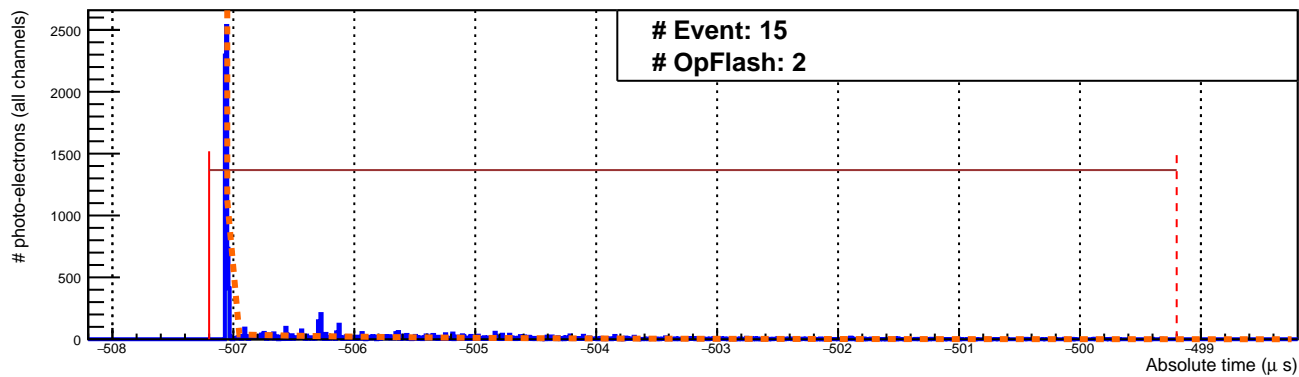 # Event: 15
# OpFlash: 2
# photo-electrons (all channels)
2500
2000
1500
1000
500
0
−508 −507 −506 −505 −504 −503 −502 −501 −500 −499
Absolute time (μ s)